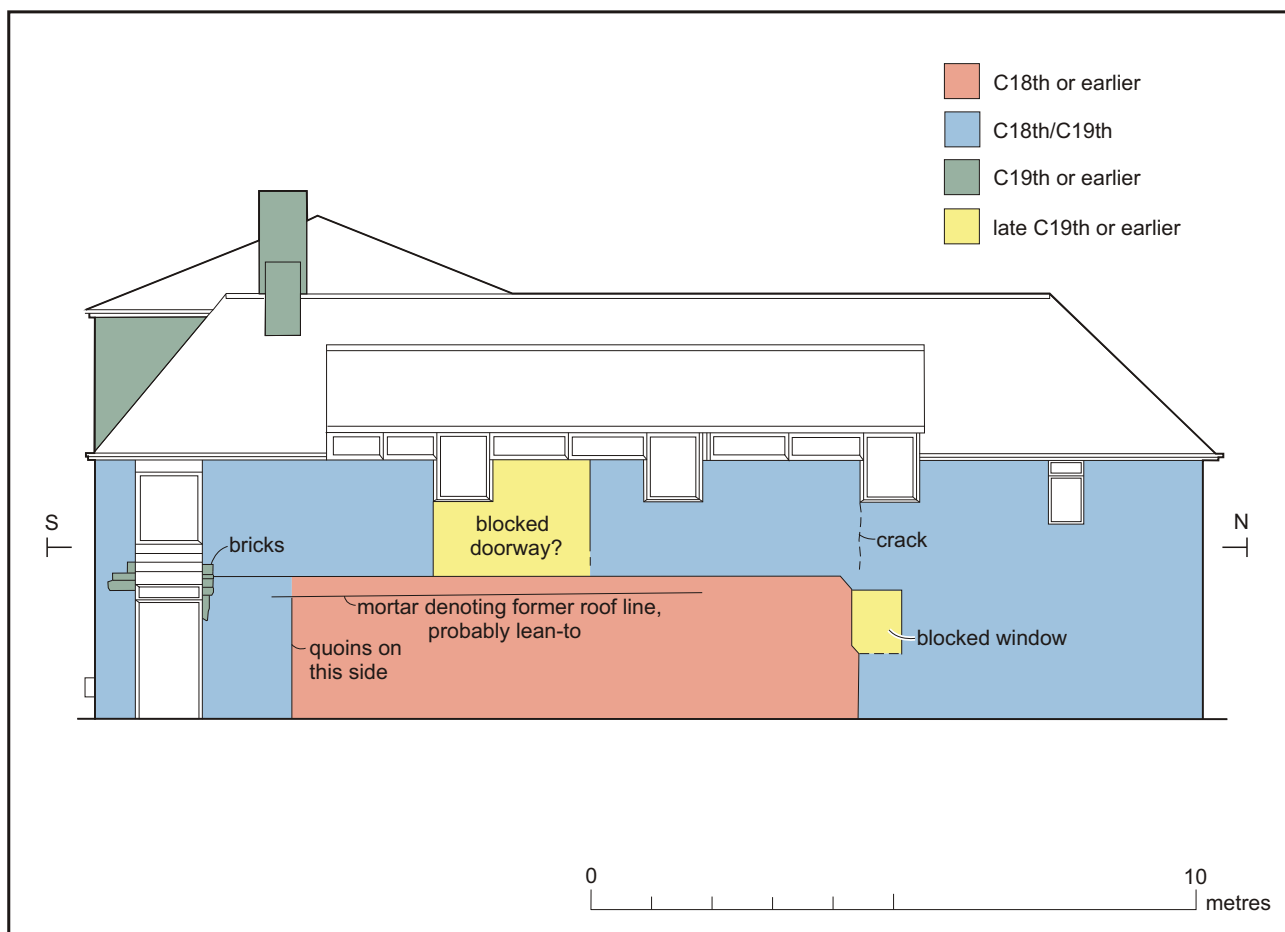 C18th or earlier
C18th/C19th
C19th or earlier
late C19th or earlier
S
N
bricks
blocked
doorway?
crack
mortar denoting former roof line,
probably lean-to
quoins on
this side
blocked window
0
10
metres